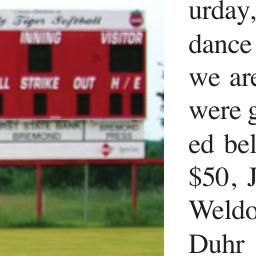 y Tiger Softball
INNING VISITOR
LL STRIKE OUT H / E
FIRST STATE BANK
BREMOND
BREMOND
PRESS
urday,
dance
we are
were g
ed bel
$50, J
Weldo
Duhr